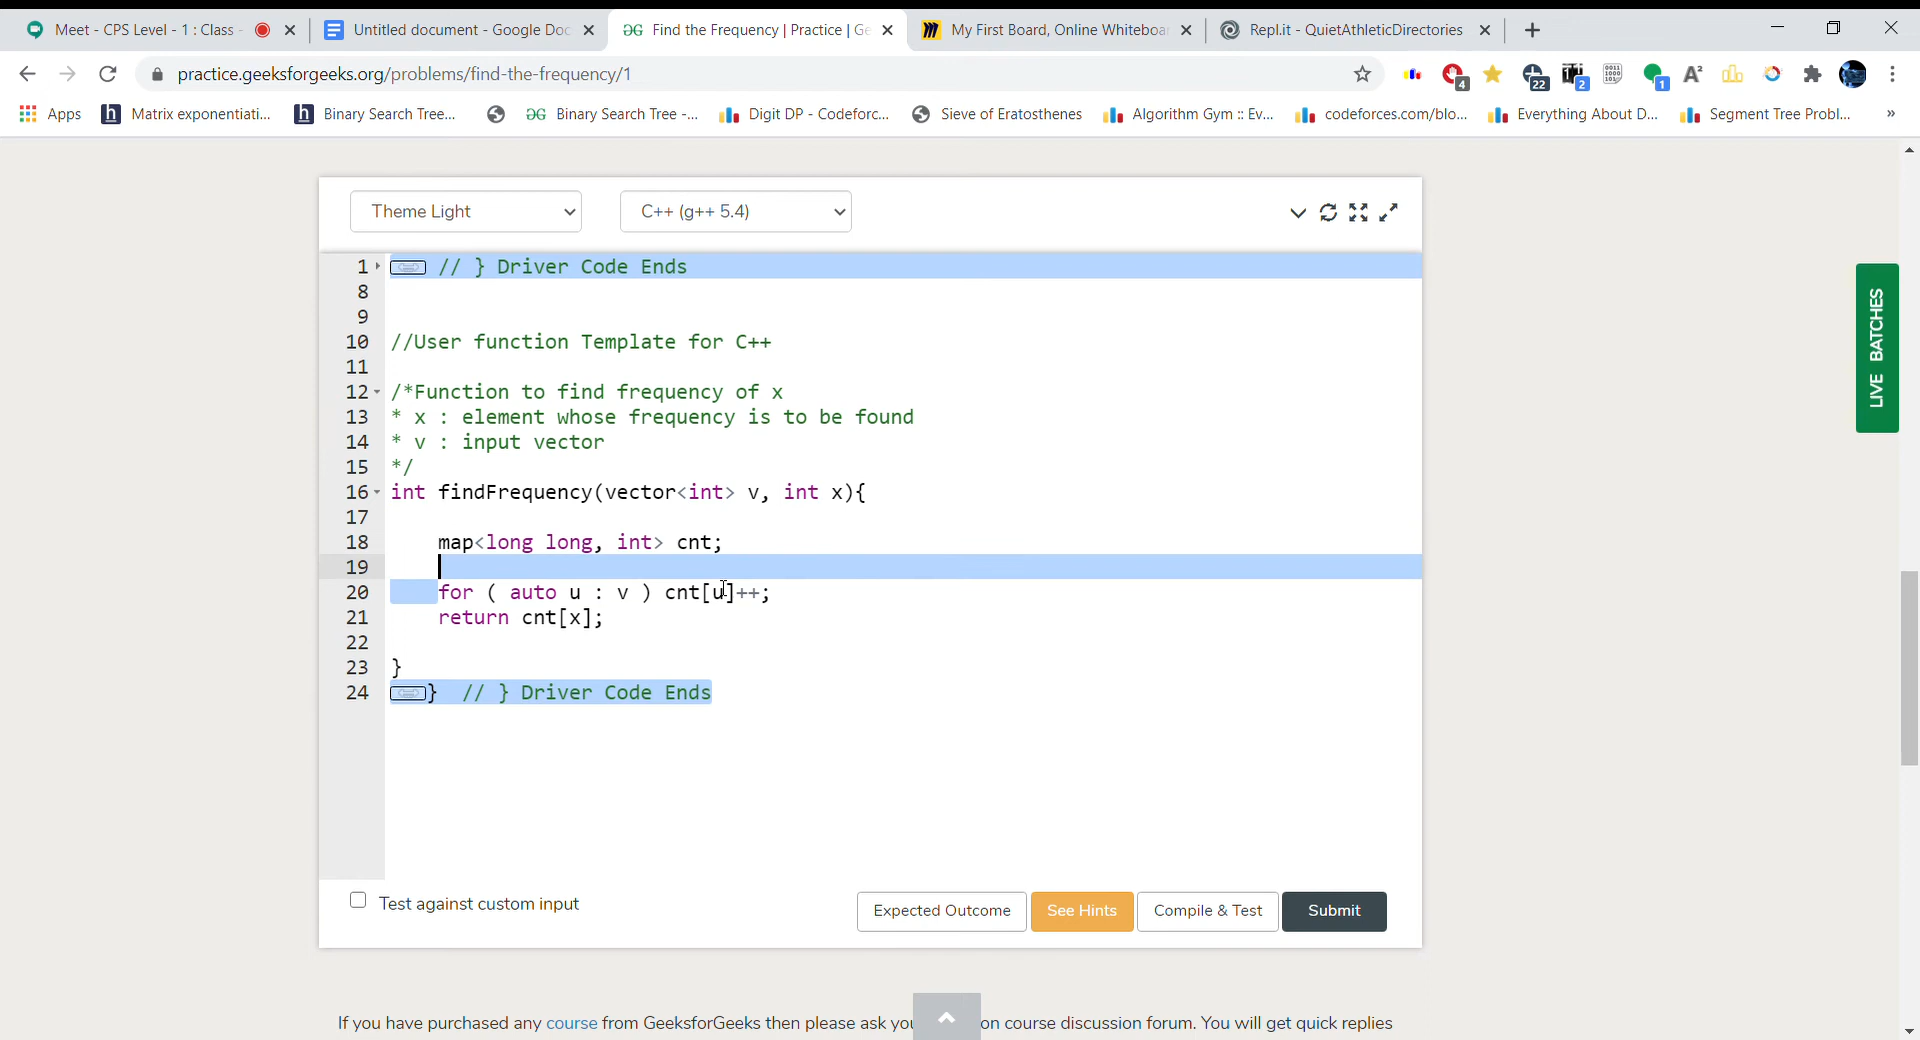 Meet - CPS Level - 1 : Class -
Untitled document - Google Doc
Find the Frequency | Practice | Ge
My First Board, Online Whiteboar
Repl.it - QuietAthleticDirectories
practice.geeksforgeeks.org/problems/find-the-frequency/1
4
22
2
1
Apps
Matrix exponentiati...
Binary Search Tree...
Binary Search Tree -...
Digit DP - Codeforc...
Sieve of Eratosthenes
Algorithm Gym :: Ev...
codeforces.com/blo...
Everything About D...
Segment Tree Probl...
»
Theme Light
C++ (g++ 5.4)
LIVE BATCHES
1 // } Driver Code Ends
8
9
10 //User function Template for C++
11
12 /*Function to find frequency of x
13 * x : element whose frequency is to be found
14 * v : input vector
15 */
16 int findFrequency(vector<int> v, int x){
17
18 map<long long, int> cnt;
19
20 for ( auto u : v ) cnt[u]++;
21 return cnt[x];
22
23 }
24 } // } Driver Code Ends
Test against custom input
Expected Outcome
See Hints
Compile & Test
Submit
If you have purchased any course from GeeksforGeeks then please ask you on course discussion forum. You will get quick replies